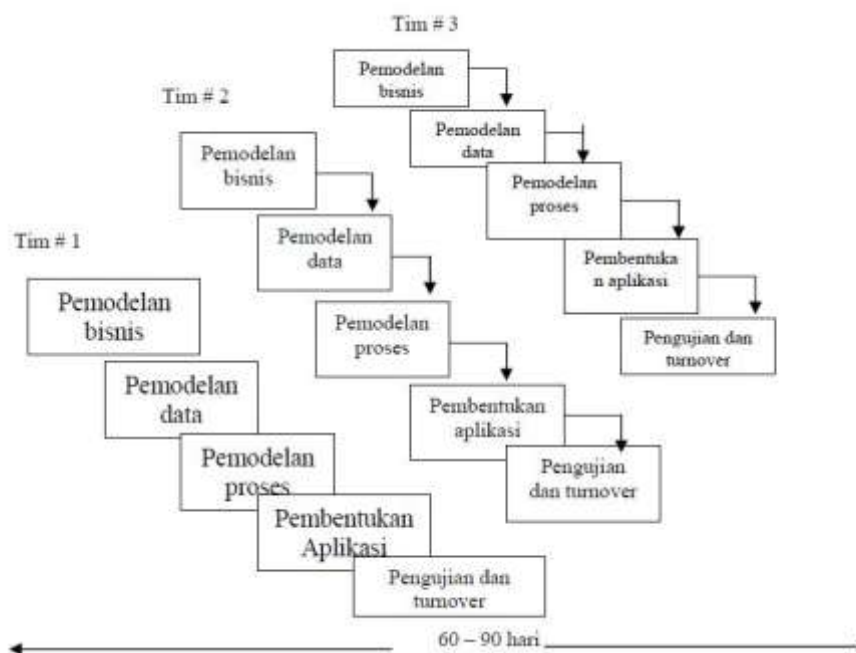 Tim # 3
Pemodelan
bisnis
Pemodelan
data
Pemodelan
proses
Pembentuka
n aplikasi
Pengujian dan
turnover
Tim # 2
Pemodelan
bisnis
Pemodelan
data
Pemodelan
proses
Pembentukan
aplikasi
Pengujian
dan turnover
Tim # 1
Pemodelan
bisnis
Pemodelan
data
Pemodelan
proses
Pembentukan
Aplikasi
Pengujian dan
turnover
60 – 90 hari